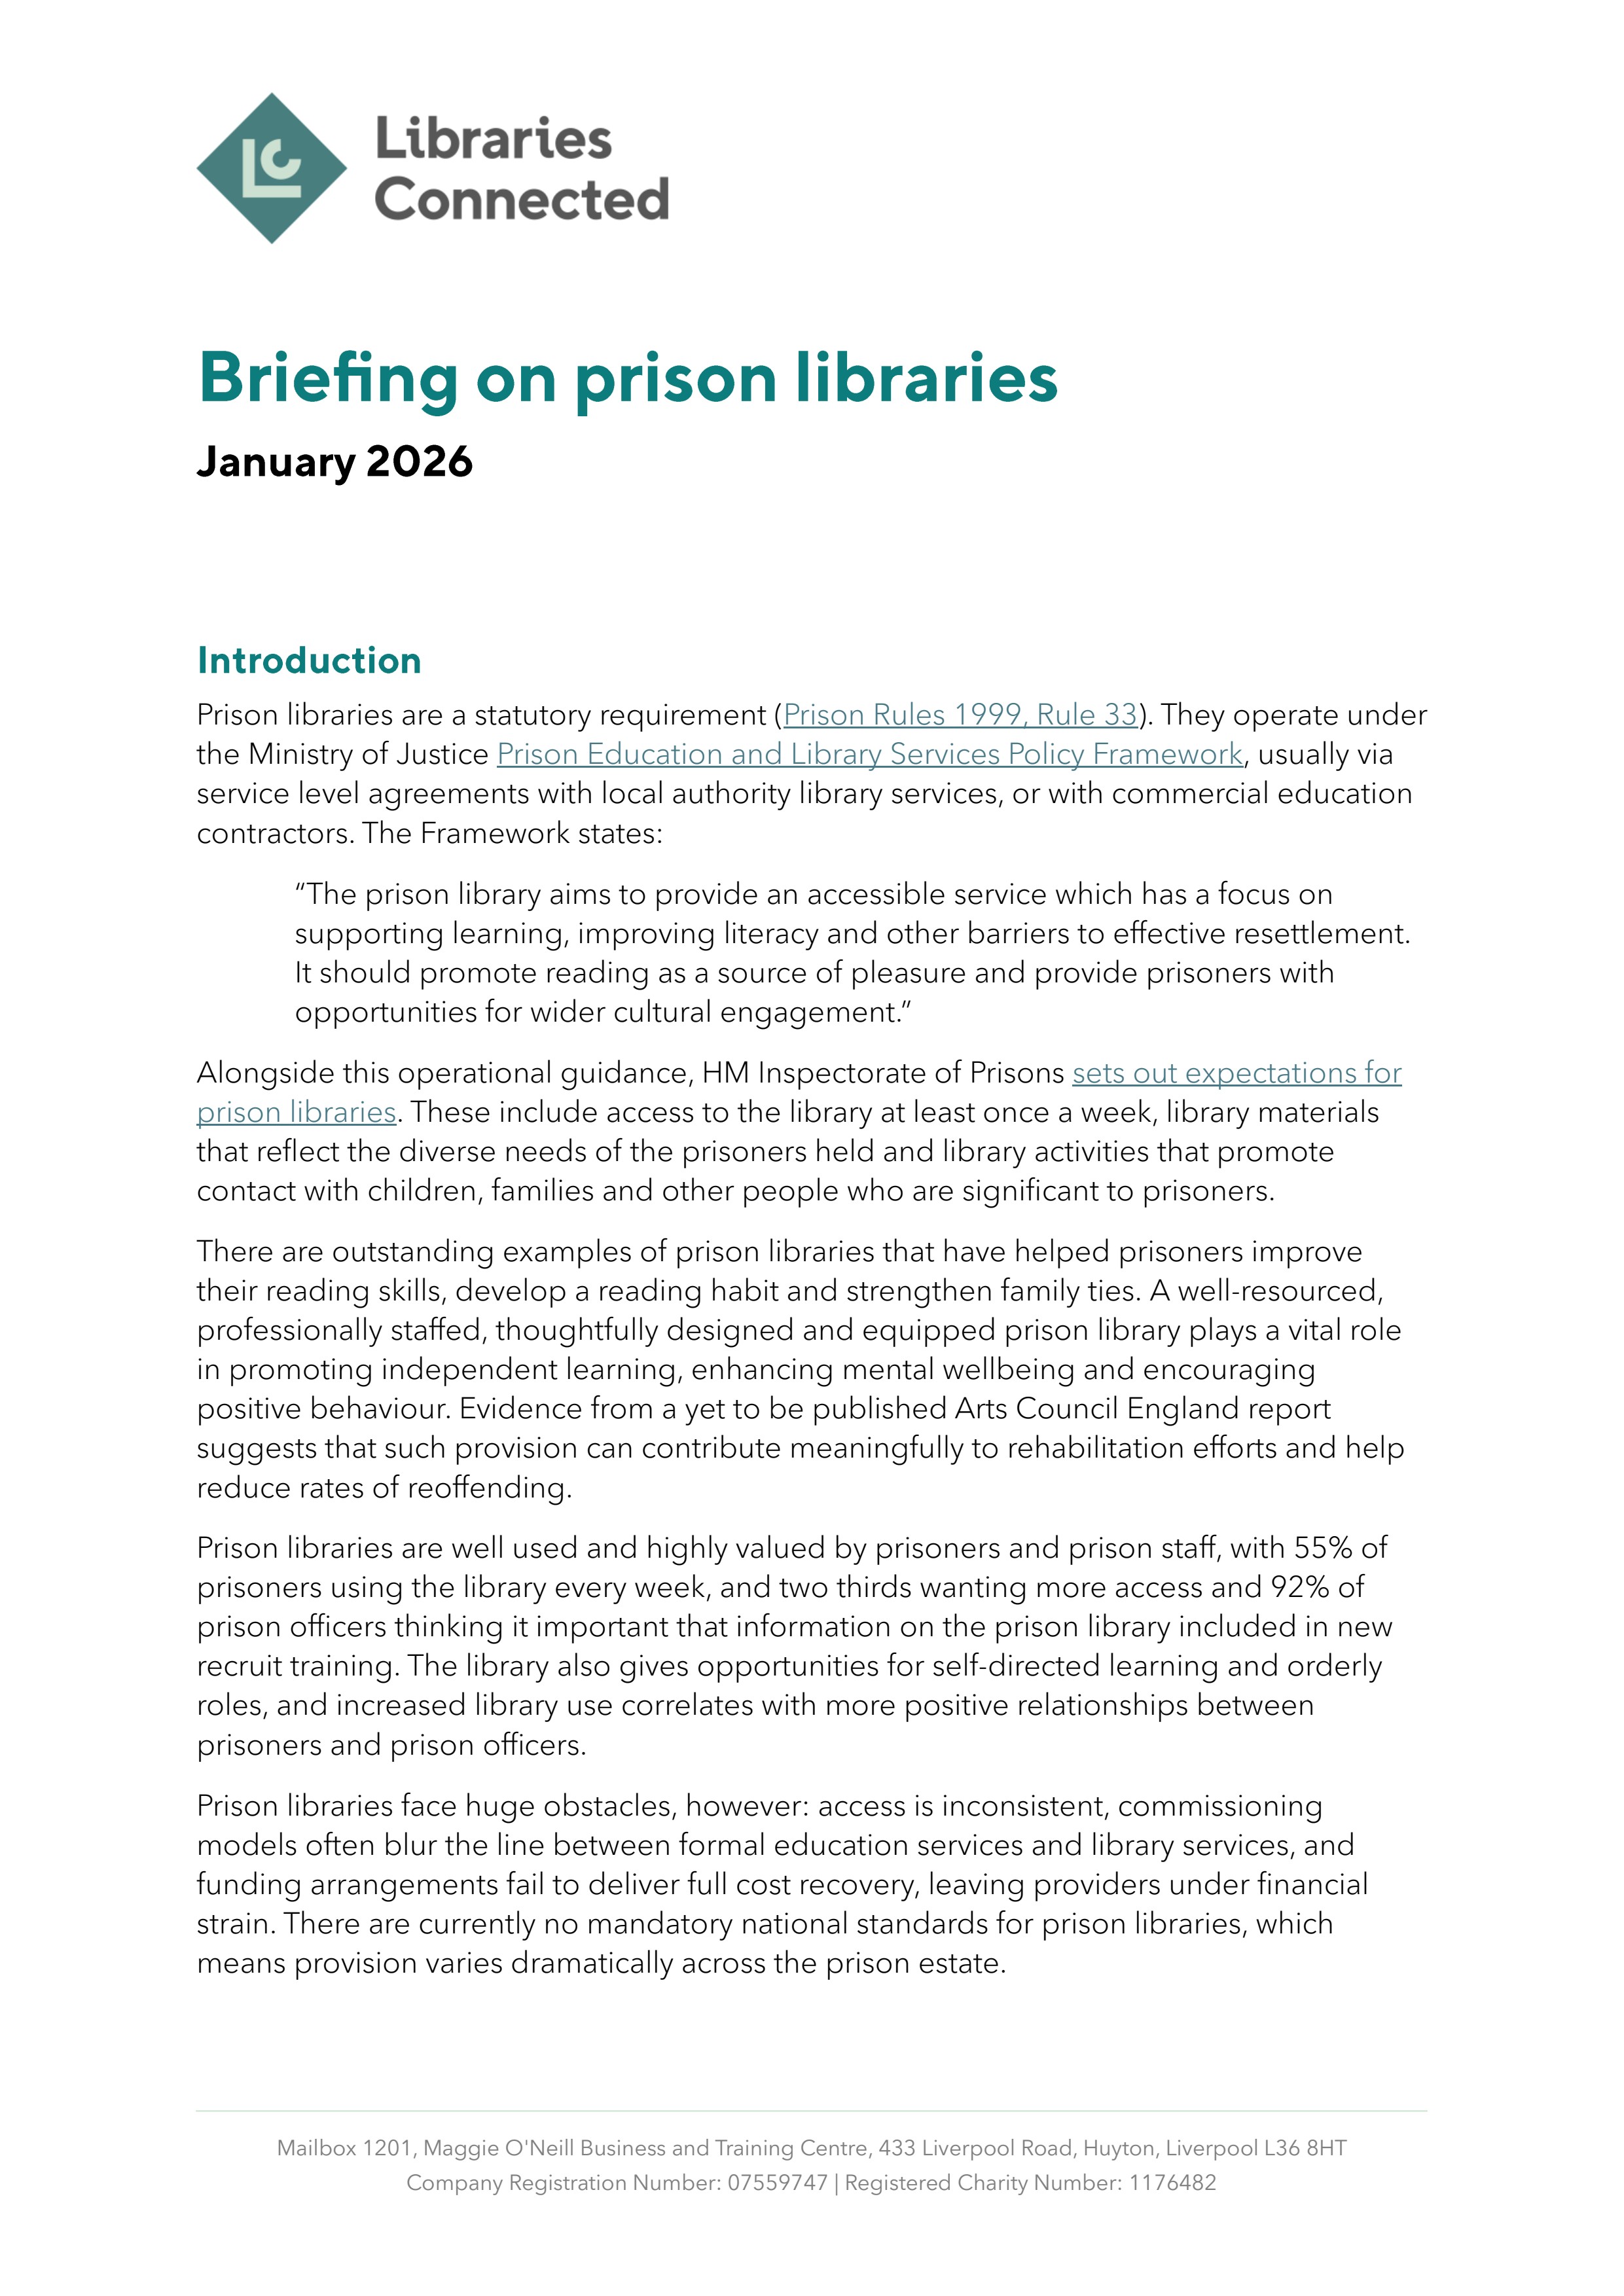 LC
Libraries
Connected
Briefing on prison libraries
January 2026
Introduction
Prison libraries are a statutory requirement (Prison Rules 1999, Rule 33). They operate under
the Ministry of Justice Prison Education and Library Services Policy Framework, usually via
service level agreements with local authority library services, or with commercial education
contractors. The Framework states:
“The prison library aims to provide an accessible service which has a focus on
supporting learning, improving literacy and other barriers to effective resettlement.
It should promote reading as a source of pleasure and provide prisoners with
opportunities for wider cultural engagement.”
Alongside this operational guidance, HM Inspectorate of Prisons sets out expectations for
prison libraries. These include access to the library at least once a week, library materials
that reflect the diverse needs of the prisoners held and library activities that promote
contact with children, families and other people who are significant to prisoners.
There are outstanding examples of prison libraries that have helped prisoners improve
their reading skills, develop a reading habit and strengthen family ties. A well-resourced,
professionally staffed, thoughtfully designed and equipped prison library plays a vital role
in promoting independent learning, enhancing mental wellbeing and encouraging
positive behaviour. Evidence from a yet to be published Arts Council England report
suggests that such provision can contribute meaningfully to rehabilitation efforts and help
reduce rates of reoffending.
Prison libraries are well used and highly valued by prisoners and prison staff, with 55% of
prisoners using the library every week, and two thirds wanting more access and 92% of
prison officers thinking it important that information on the prison library included in new
recruit training. The library also gives opportunities for self-directed learning and orderly
roles, and increased library use correlates with more positive relationships between
prisoners and prison officers.
Prison libraries face huge obstacles, however: access is inconsistent, commissioning
models often blur the line between formal education services and library services, and
funding arrangements fail to deliver full cost recovery, leaving providers under financial
strain. There are currently no mandatory national standards for prison libraries, which
means provision varies dramatically across the prison estate.
Mailbox 1201, Maggie O'Neill Business and Training Centre, 433 Liverpool Road, Huyton, Liverpool L36 8HT
Company Registration Number: 07559747 | Registered Charity Number: 1176482